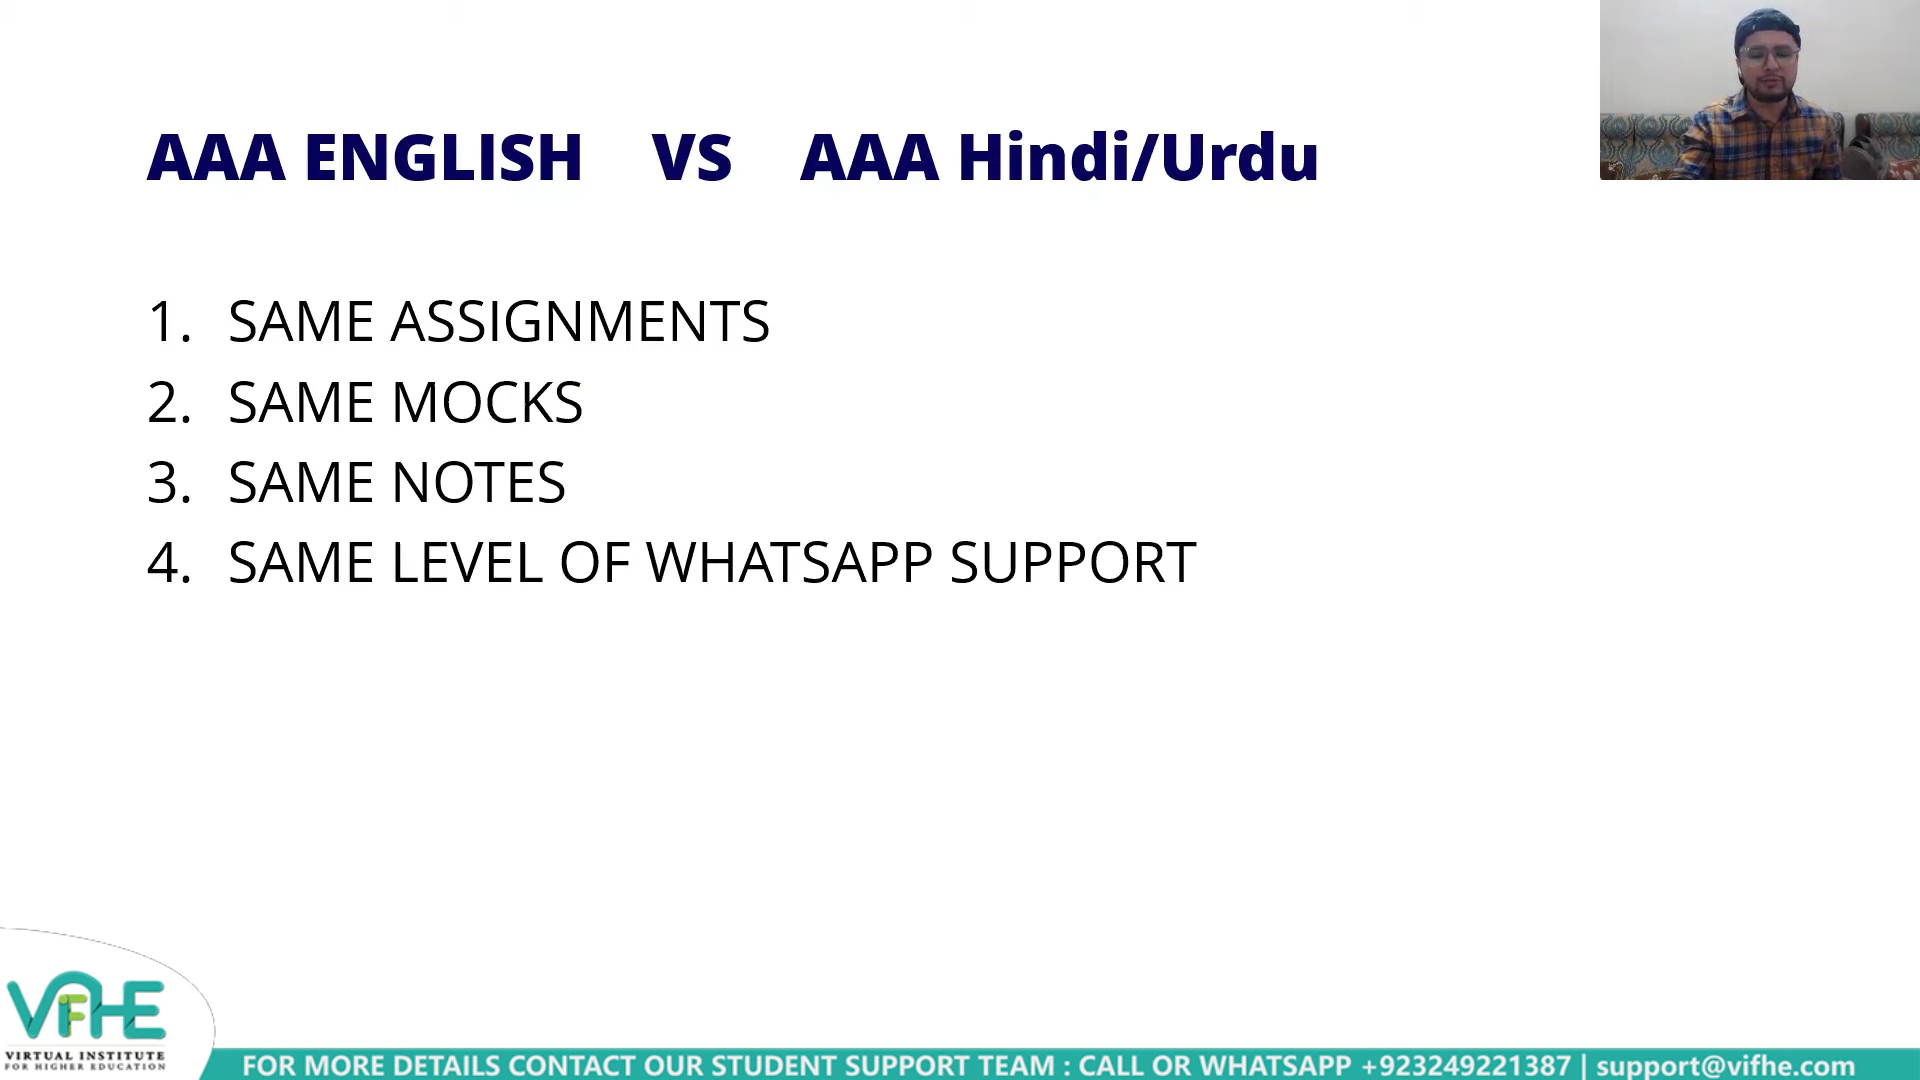 AAA ENGLISH VS AAA Hindi/Urdu
1. SAME ASSIGNMENTS
2. SAME MOCKS
3. SAME NOTES
4. SAME LEVEL OF WHATSAPP SUPPORT
VIFHE
VIRTUAL INSTITUTE
FOR HIGHER EDUCATION
FOR MORE DETAILS CONTACT OUR STUDENT SUPPORT TEAM : CALL OR WHATSAPP +923249221387 | support@vifhe.com